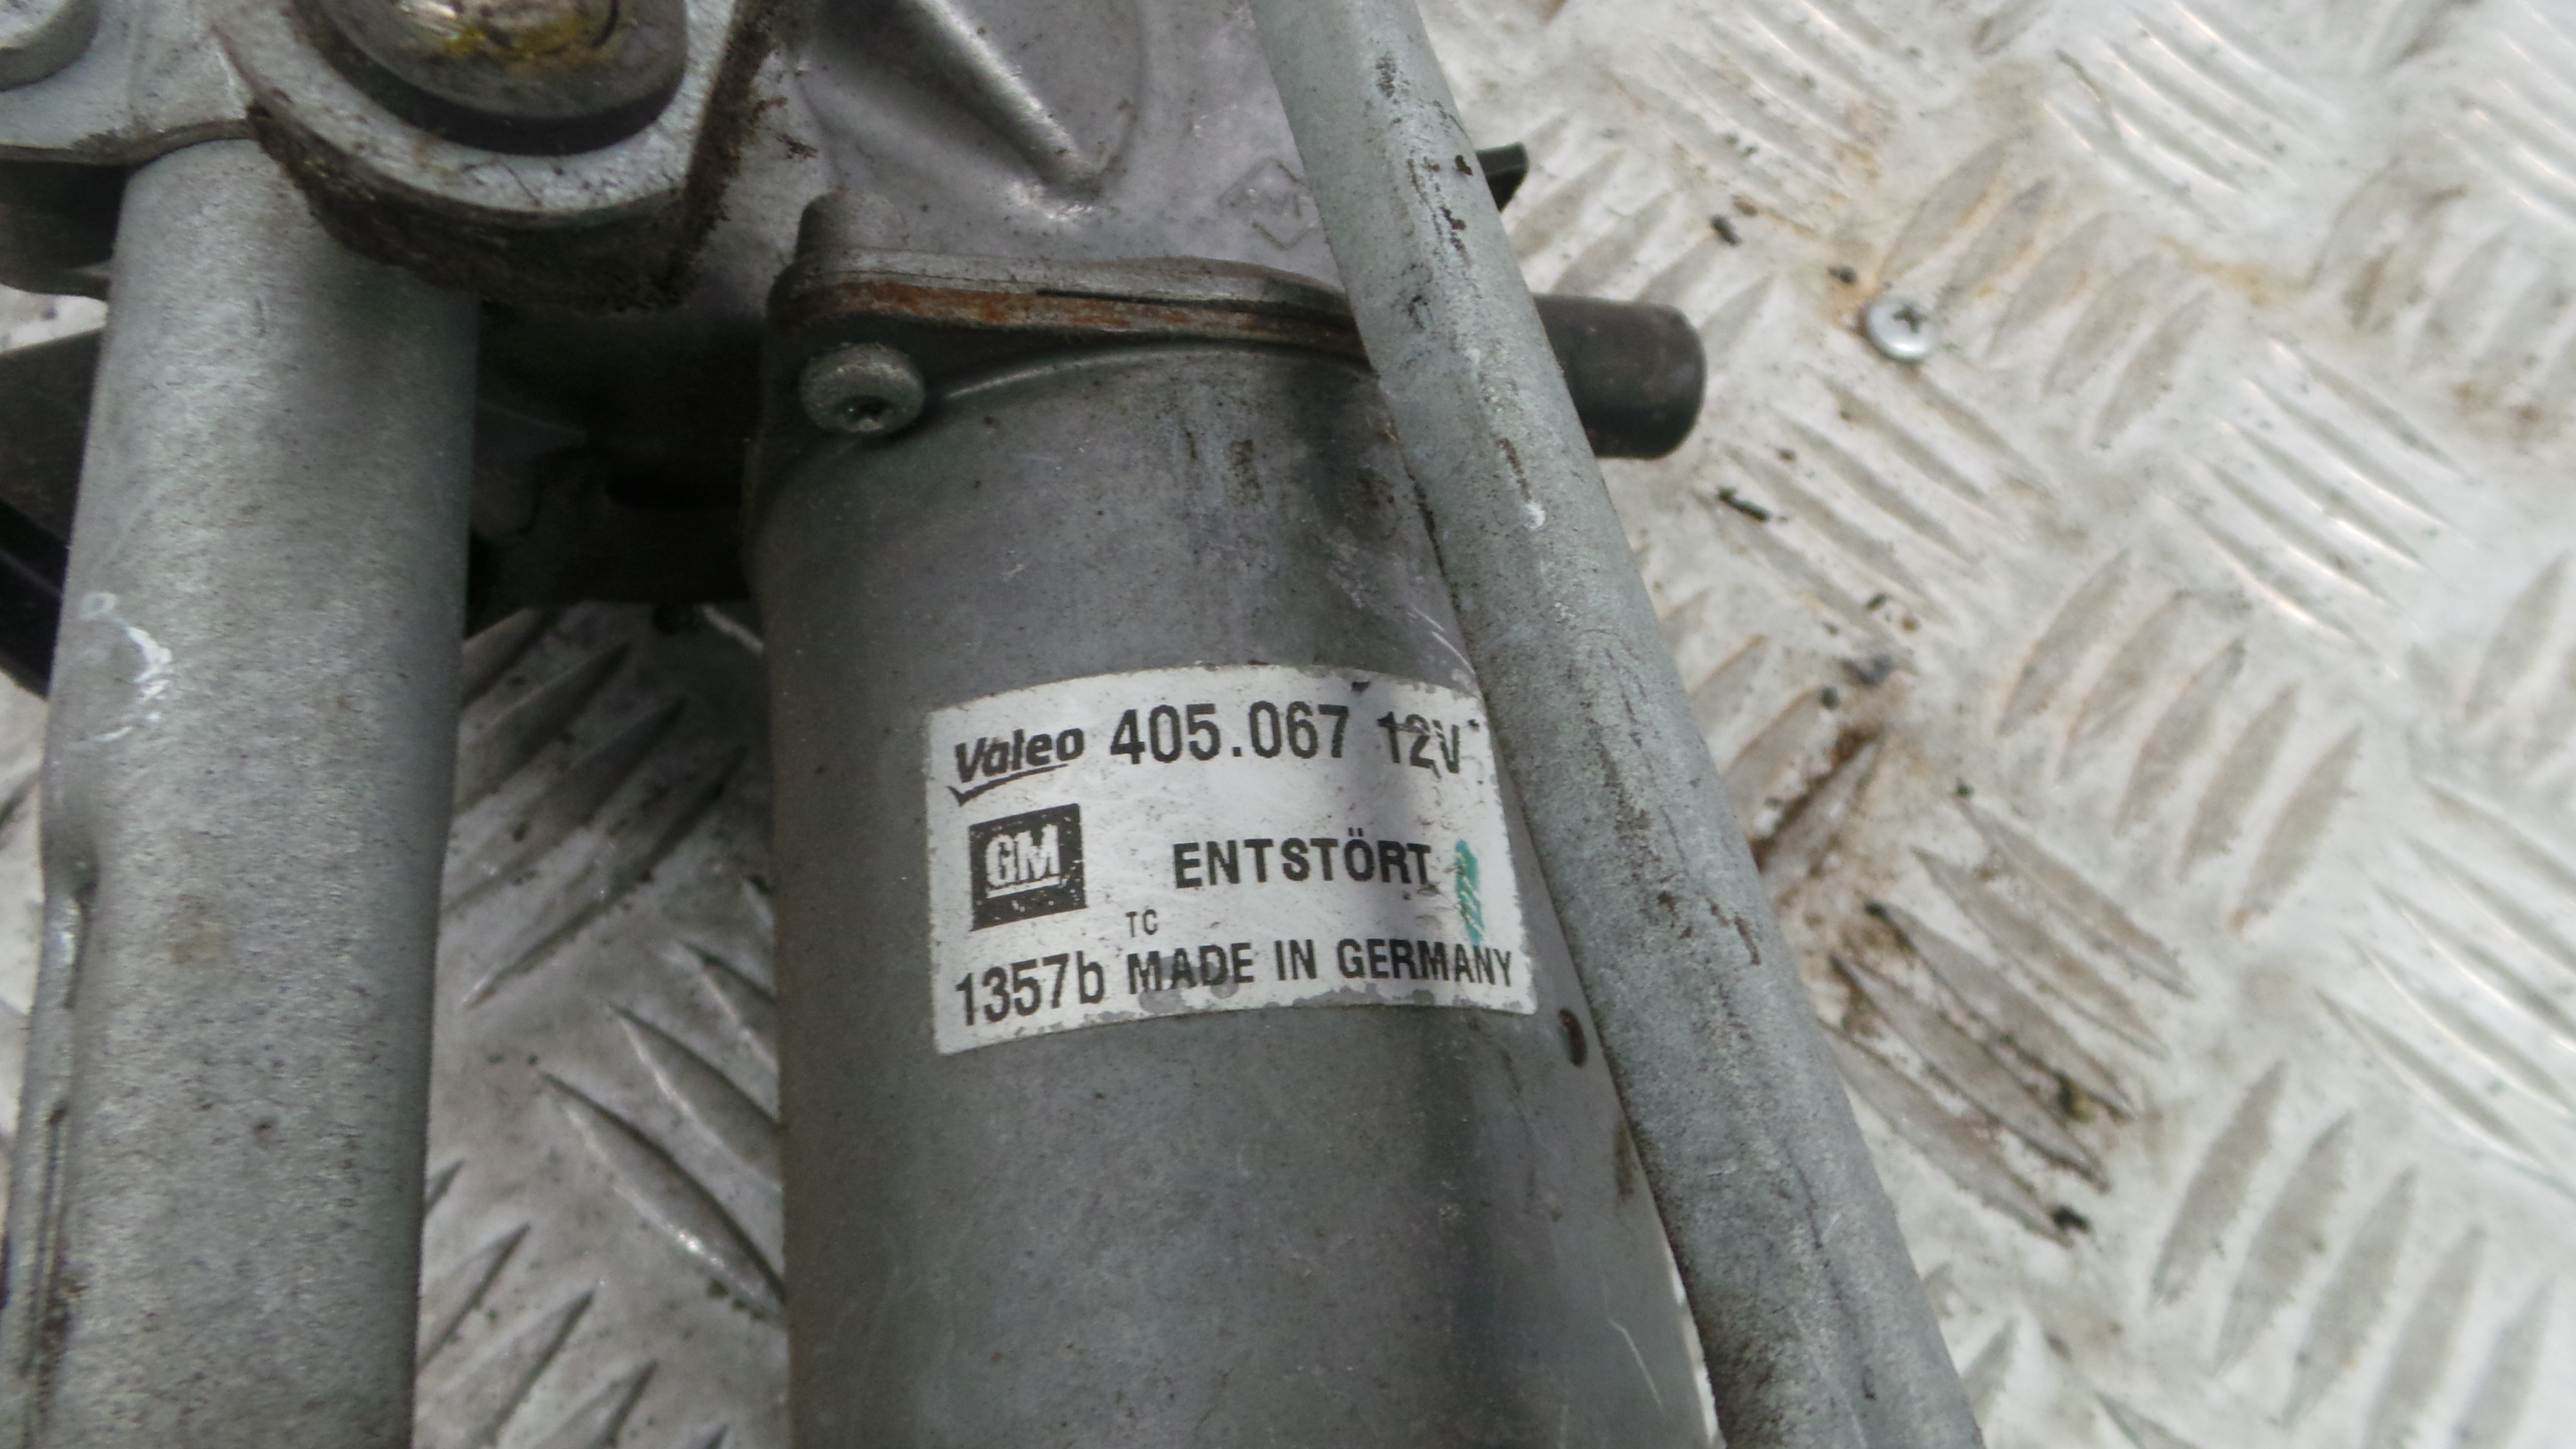 Valeo 405.067 12V
GM ENTSTÖRT
TC
1357b MADE IN GERMANY